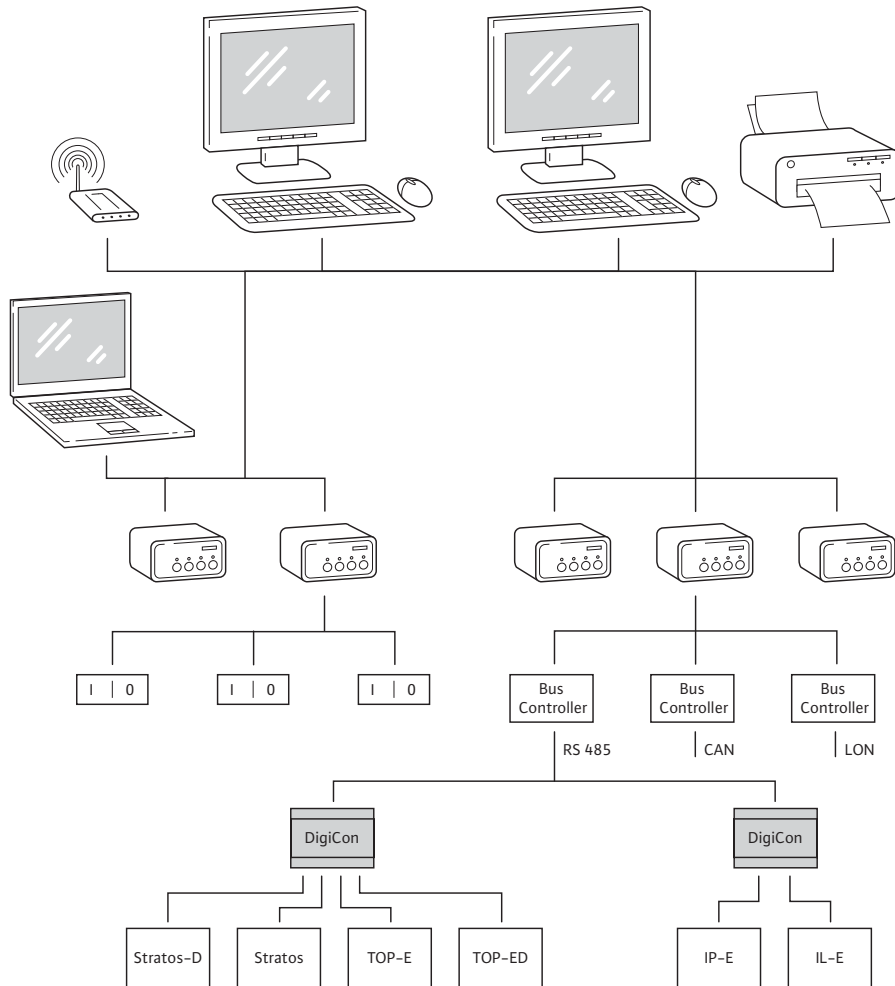 I | 0
I | 0
I | 0
Bus
Controller
Bus
Controller
Bus
Controller
RS 485
CAN
LON
DigiCon
DigiCon
Stratos-D
Stratos
TOP-E
TOP-ED
IP-E
IL-E